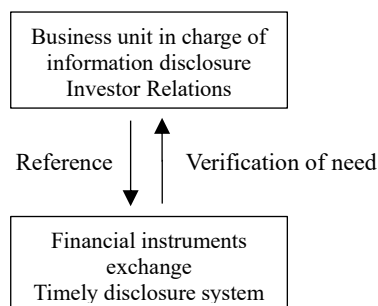 Business unit in charge of
information disclosure
Investor Relations
Reference
Verification of need
Financial instruments
exchange
Timely disclosure system